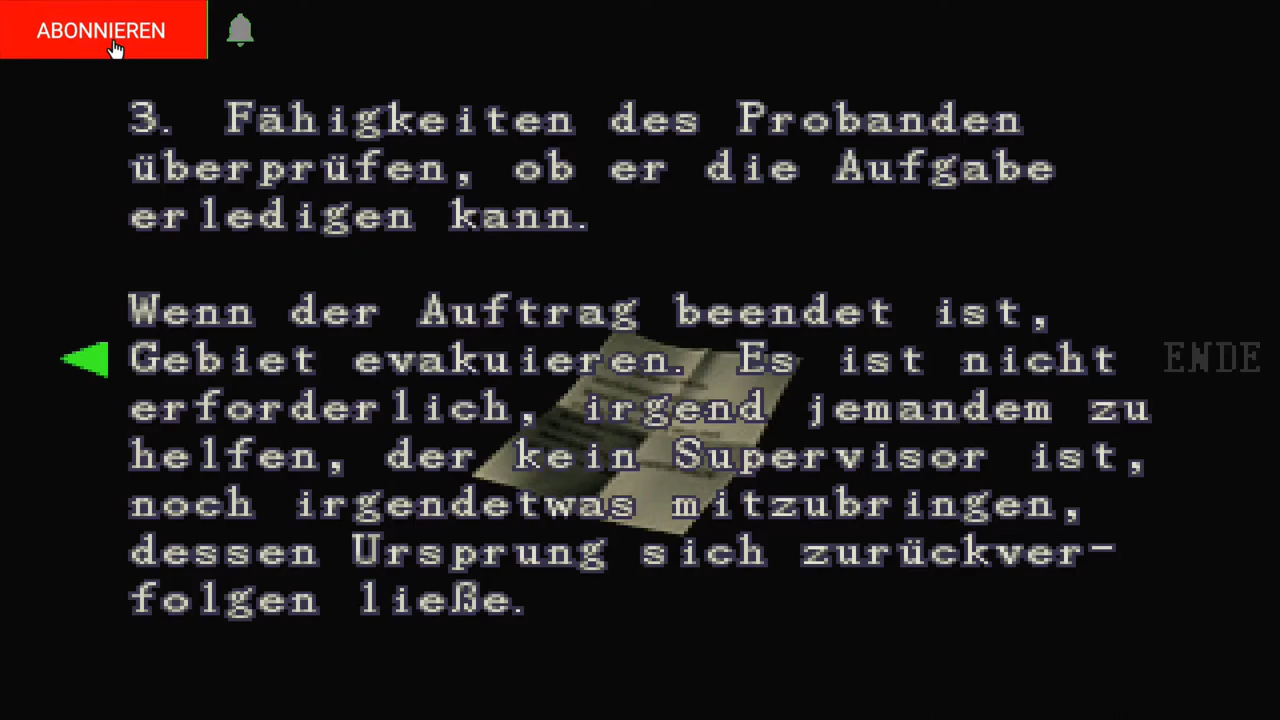 ABONNIEREN
3. Fähigkeiten des Probanden
überprüfen, ob er die Aufgabe
erledigen kann.
Wenn der Auftrag beendet ist,
Gebiet evakuieren. Es ist nicht
erforderlich, irgend jemandem zu
helfen, der kein Supervisor ist,
noch irgendetwas mitzubringen,
dessen Ursprung sich zurückver-
folgen ließe.
ENDE